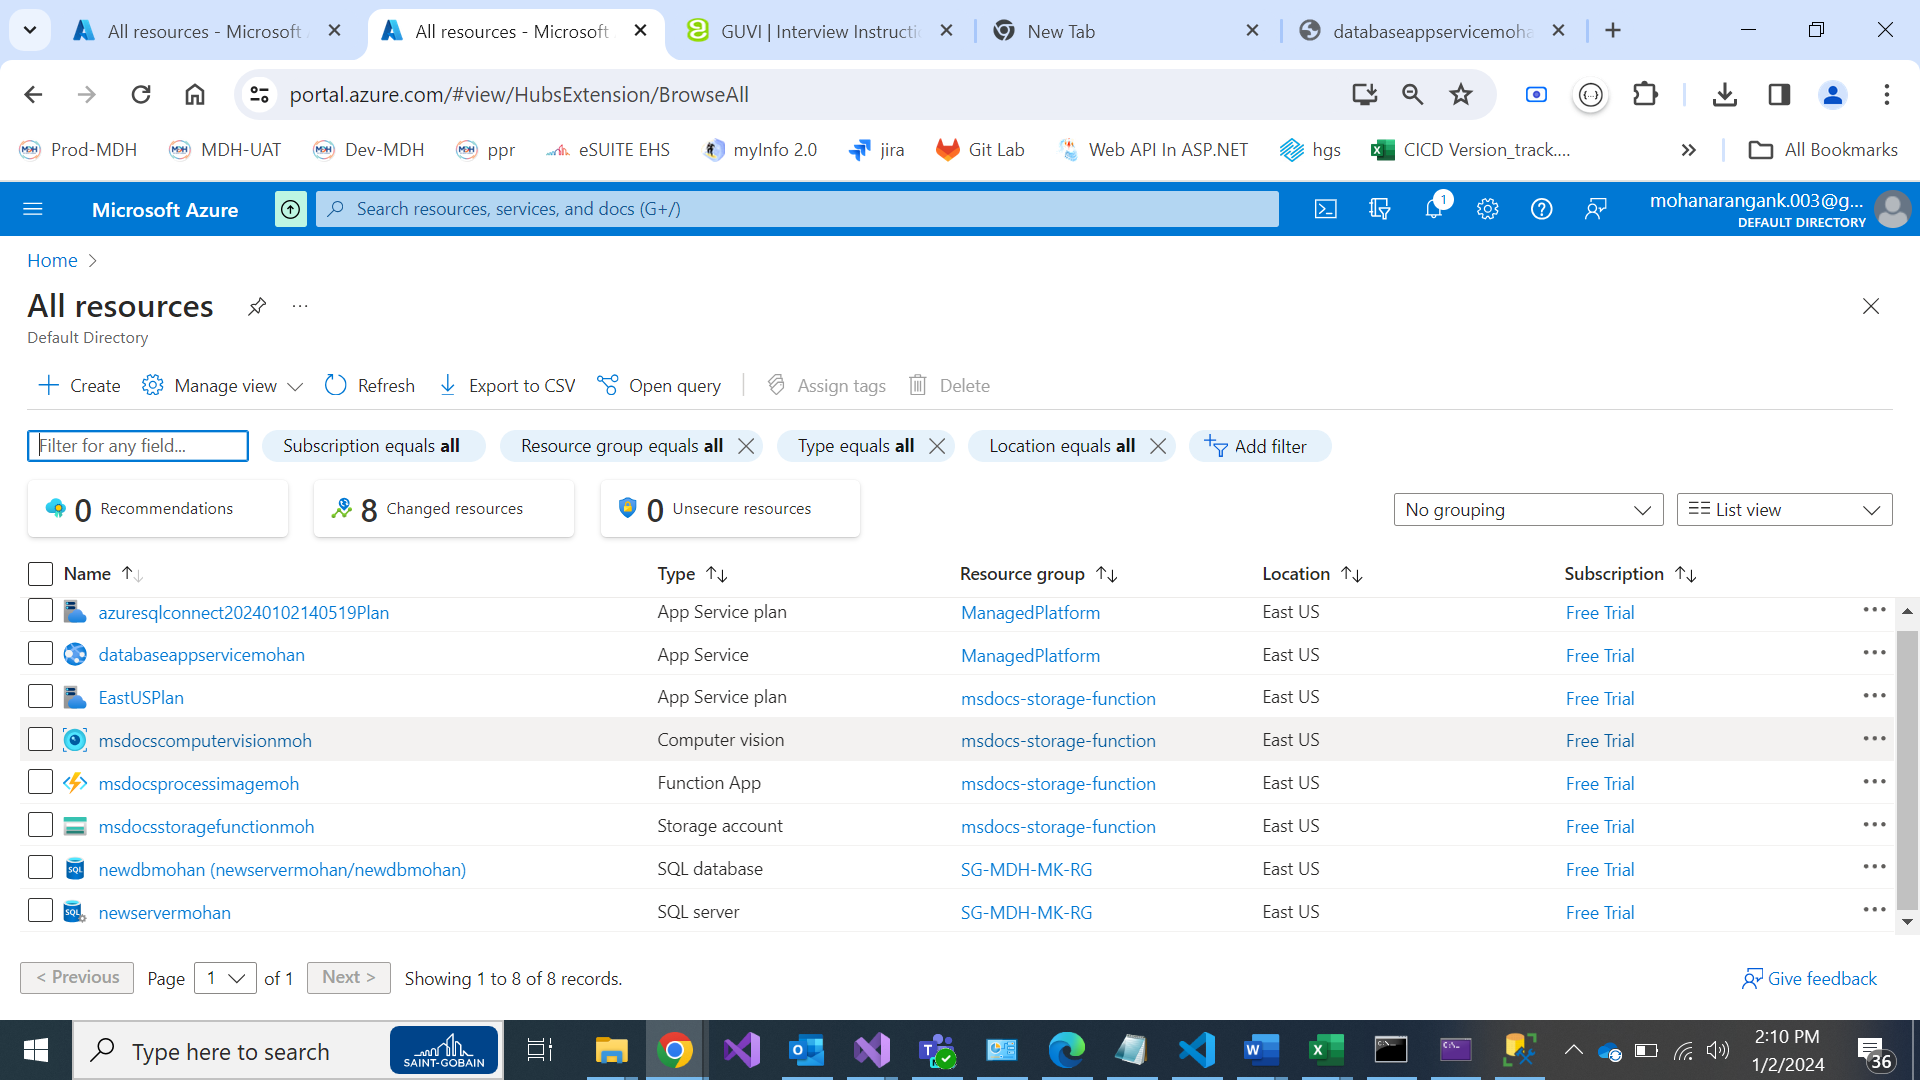 All resources - Microsoft A
All resources - Microsoft
GUVI | Interview Instructi
New Tab
databaseappservicemoha
portal.azure.com/#view/HubsExtension/BrowseAll
Prod-MDH
MDH-UAT
Dev-MDH
ppr
eSUITE EHS
myInfo 2.0
jira
Git Lab
Web API In ASP.NET
hgs
CICD Version_track....
All Bookmarks
Microsoft Azure
Search resources, services, and docs (G+/)
1
mohanarangank.003@g...
DEFAULT DIRECTORY
Home
All resources
Default Directory
Create
Manage view
Refresh
Export to CSV
Open query
Assign tags
Delete
Filter for any field...
Subscription equals all
Resource group equals all
Type equals all
Location equals all
Add filter
0 Recommendations
8 Changed resources
0 Unsecure resources
No grouping
List view
Name Type Resource group Location Subscription
azuresqlconnect20240102140519Plan App Service plan ManagedPlatform East US Free Trial
databaseappservicemohan App Service ManagedPlatform East US Free Trial
EastUSPlan App Service plan msdocs-storage-function East US Free Trial
msdocscomputervisionmoh Computer vision msdocs-storage-function East US Free Trial
msdocsprocessimagemoh Function App msdocs-storage-function East US Free Trial
msdocsstoragefunctionmoh Storage account msdocs-storage-function East US Free Trial
newdbmohan (newservermohan/newdbmohan) SQL database SG-MDH-MK-RG East US Free Trial
newservermohan SQL server SG-MDH-MK-RG East US Free Trial
< Previous Page 1 of 1 Next > Showing 1 to 8 of 8 records.
Give feedback
Type here to search
SAINT-GOBAIN
2:10 PM
1/2/2024
36